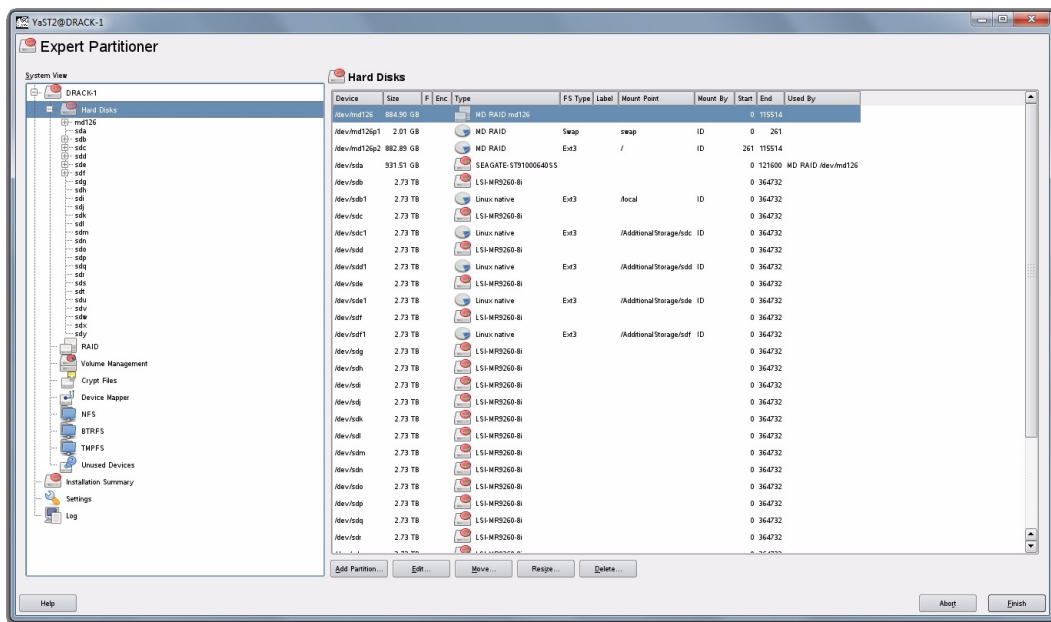 YaST2@DRACK-1
Expert Partitioner
System View
DRACK-1
Hard Disks
md126
sda
sdb
sdc
sdd
sde
sdf
sdg
sdh
sdi
sdj
sdk
sdl
sdm
sdn
sdo
sdp
sdq
sdr
sds
sdt
sdu
sdv
sdw
sdx
sdy
RAID
Volume Management
Crypt Files
Device Mapper
NFS
BTRFS
TMPFS
Unused Devices
Installation Summary
Settings
Log
Hard Disks
Device Size F Enc Type FS Type Label Mount Point Mount By Start End Used By
/dev/md126 884.90 GB MD RAID md126 0 115514
/dev/md126p1 2.01 GB MD RAID Swap swap ID 0 261
/dev/md126p2 882.89 GB MD RAID Ext3 / ID 261 115514
/dev/sda 931.51 GB SEAGATE-ST91000640SS 0 121600 MD RAID /dev/md126
/dev/sdb 2.73 TB LSI-MR9260-8i 0 364732
/dev/sdb1 2.73 TB Linux native Ext3 /local ID 0 364732
/dev/sdc 2.73 TB LSI-MR9260-8i 0 364732
/dev/sdc1 2.73 TB Linux native Ext3 /AdditionalStorage/sdc ID 0 364732
/dev/sdd 2.73 TB LSI-MR9260-8i 0 364732
/dev/sdd1 2.73 TB Linux native Ext3 /AdditionalStorage/sdd ID 0 364732
/dev/sde 2.73 TB LSI-MR9260-8i 0 364732
/dev/sde1 2.73 TB Linux native Ext3 /AdditionalStorage/sde ID 0 364732
/dev/sdf 2.73 TB LSI-MR9260-8i 0 364732
/dev/sdf1 2.73 TB Linux native Ext3 /AdditionalStorage/sdf ID 0 364732
/dev/sdg 2.73 TB LSI-MR9260-8i 0 364732
/dev/sdh 2.73 TB LSI-MR9260-8i 0 364732
/dev/sdi 2.73 TB LSI-MR9260-8i 0 364732
/dev/sdj 2.73 TB LSI-MR9260-8i 0 364732
/dev/sdk 2.73 TB LSI-MR9260-8i 0 364732
/dev/sdl 2.73 TB LSI-MR9260-8i 0 364732
/dev/sdm 2.73 TB LSI-MR9260-8i 0 364732
/dev/sdn 2.73 TB LSI-MR9260-8i 0 364732
/dev/sdo 2.73 TB LSI-MR9260-8i 0 364732
/dev/sdp 2.73 TB LSI-MR9260-8i 0 364732
/dev/sdq 2.73 TB LSI-MR9260-8i 0 364732
/dev/sdr 2.73 TB LSI-MR9260-8i 0 364732
Add Partition... Edit... Move... Resize... Delete...
Help Abort Finish